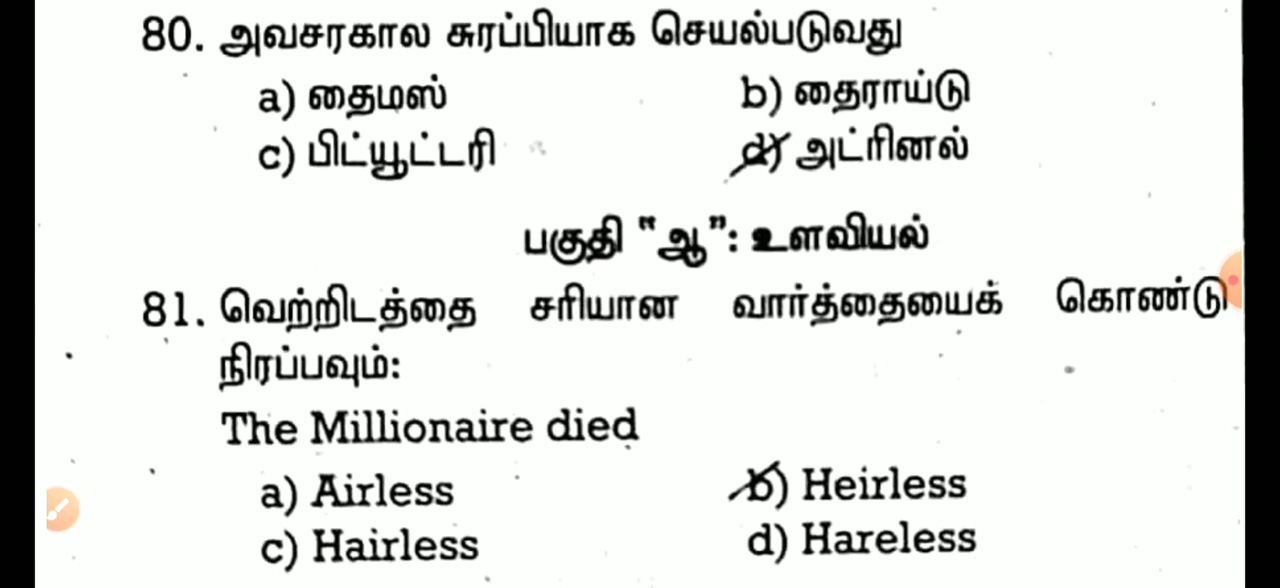 80. அவசரகால சுரப்பியாக செயல்படுவது
a) தைமஸ் b) தைராய்டு
c) பிட்யூட்டரி d) அட்ரினல்
பகுதி "ஆ": உளவியல்
81. வெற்றிடத்தை சரியான வார்த்தையைக் கொண்டு
நிரப்பவும்:
The Millionaire died
a) Airless b) Heirless
c) Hairless d) Hareless